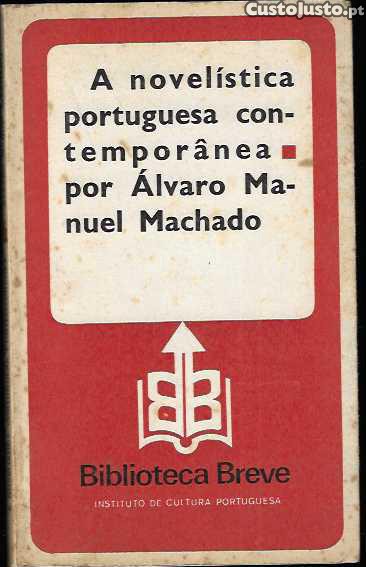 CustoJusto.pt
A novelística
portuguesa con-
temporânea ■
por Álvaro Ma-
nuel Machado
BB
Biblioteca Breve
INSTITUTO DE CULTURA PORTUGUESA